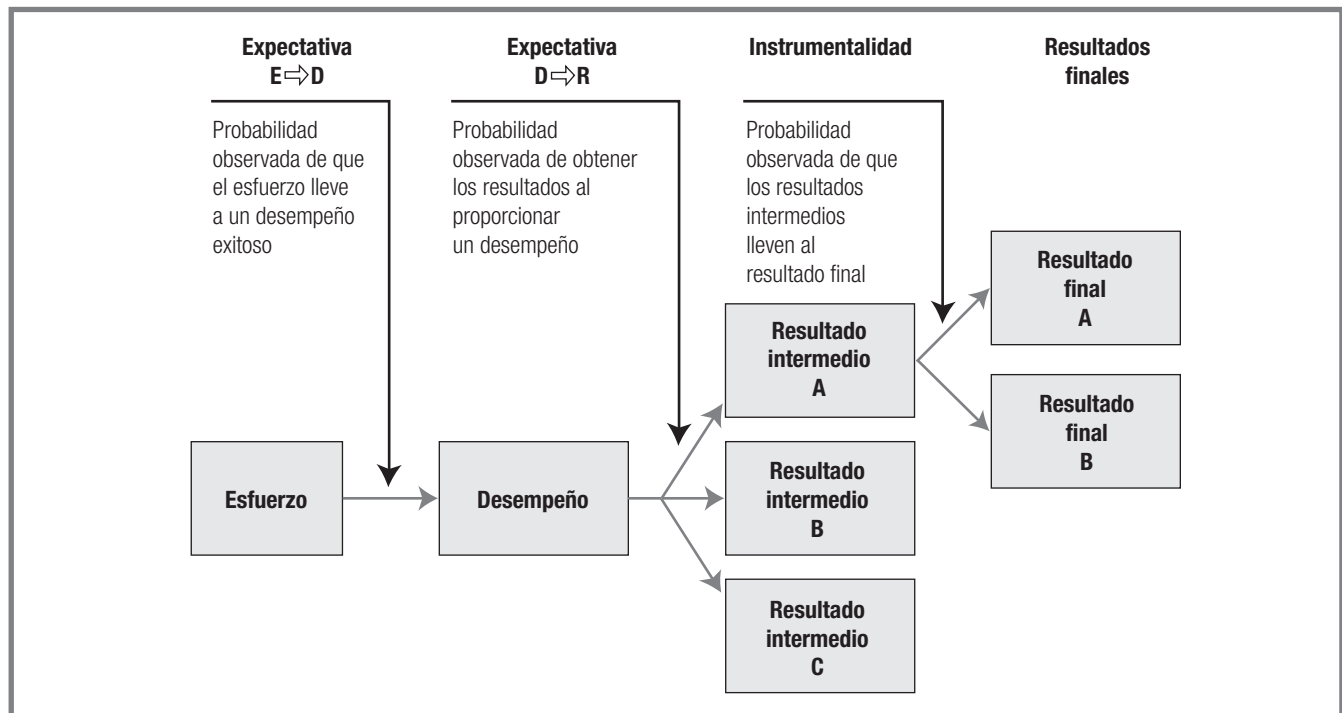 Expectativa
E⇨D
Probabilidad
observada de que
el esfuerzo lleve
a un desempeño
exitoso
Expectativa
D⇨R
Probabilidad
observada de obtener
los resultados al
proporcionar
un desempeño
Instrumentalidad
Probabilidad
observada de que
los resultados
intermedios
lleven al
resultado final
Resultados
finales
Esfuerzo
Desempeño
Resultado
intermedio
A
Resultado
intermedio
B
Resultado
intermedio
C
Resultado
final
A
Resultado
final
B